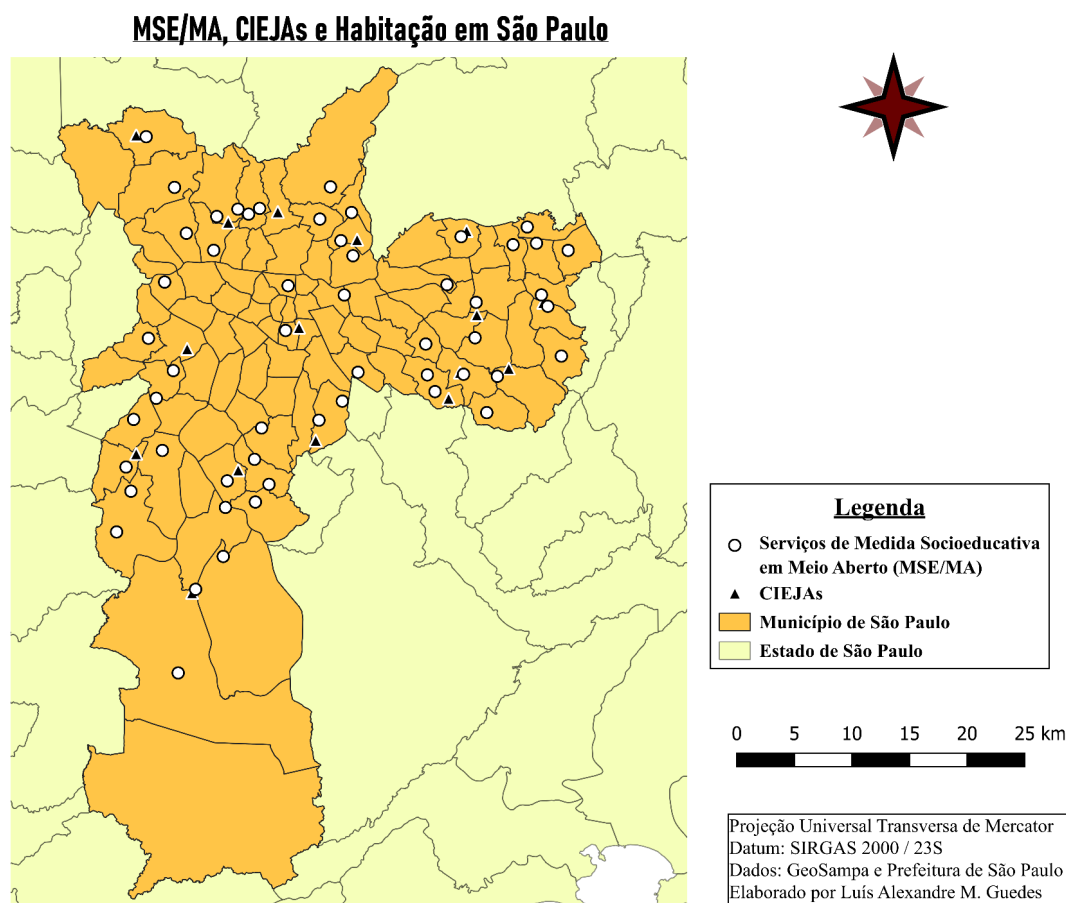 MSE/MA, CIEJAs e Habitação em São Paulo
Legenda
Serviços de Medida Socioeducativa
em Meio Aberto (MSE/MA)
CIEJAs
Município de São Paulo
Estado de São Paulo
0 5 10 15 20 25 km
Projeção Universal Transversa de Mercator
Datum: SIRGAS 2000 / 23S
Dados: GeoSampa e Prefeitura de São Paulo
Elaborado por Luís Alexandre M. Guedes